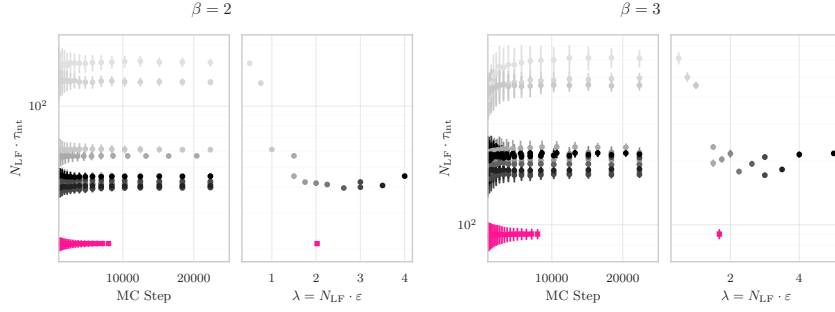 β = 2
β = 3
N_LF · τ_int
10²
10000 20000
MC Step
1 2 3 4
λ = N_LF · ε
N_LF · τ_int
10²
10000 20000
MC Step
2 4
λ = N_LF · ε